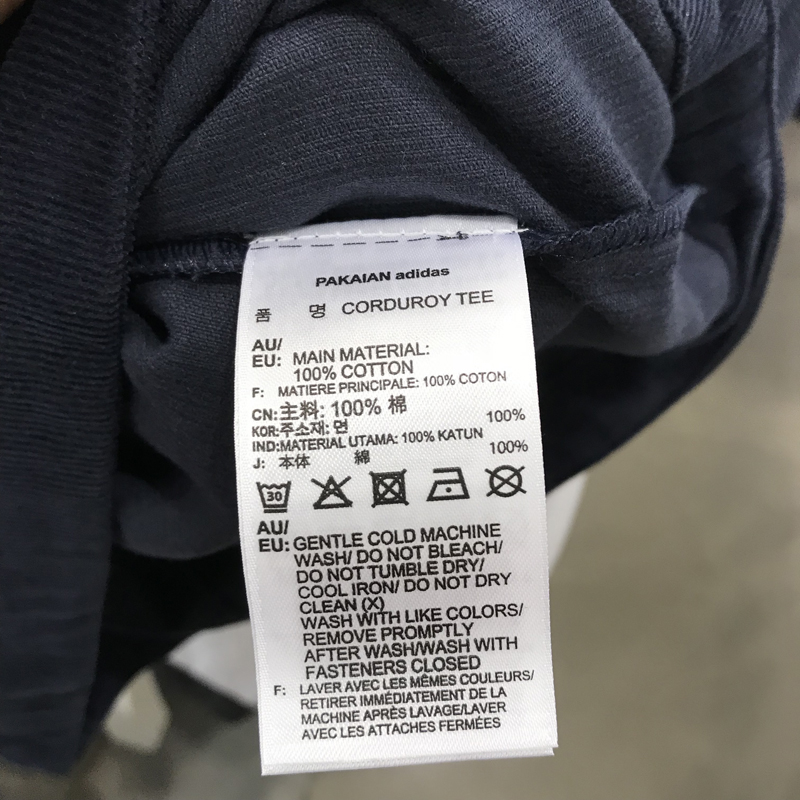 PAKAIAN adidas
품 명 CORDUROY TEE
AU/
EU: MAIN MATERIAL:
100% COTTON
F: MATIERE PRINCIPALE: 100% COTON
CN:主料: 100% 棉
KOR:주소재: 면 100%
IND:MATERIAL UTAMA: 100% KATUN
J: 本体 綿 100%
30
AU/
EU: GENTLE COLD MACHINE
WASH/ DO NOT BLEACH/
DO NOT TUMBLE DRY/
COOL IRON/ DO NOT DRY
CLEAN (X)
WASH WITH LIKE COLORS/
REMOVE PROMPTLY
AFTER WASH/WASH WITH
FASTENERS CLOSED
F: LAVER AVEC LES MÊMES COULEURS/
RETIRER IMMÉDIATEMENT DE LA
MACHINE APRÈS LAVAGE/LAVER
AVEC LES ATTACHES FERMÉES